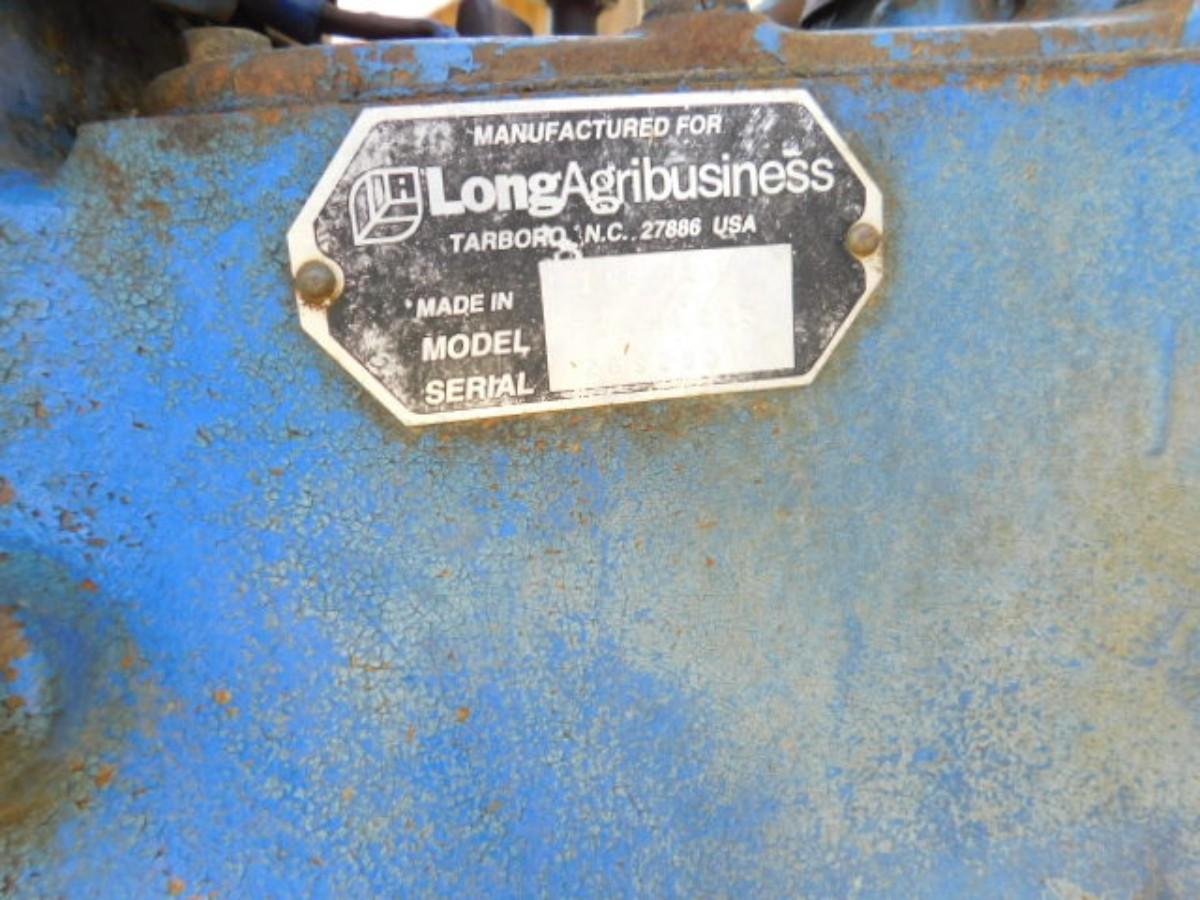 MANUFACTURED FOR
LongAgribusiness
TARBORO, N.C. 27886 USA
MADE IN
MODEL
SERIAL